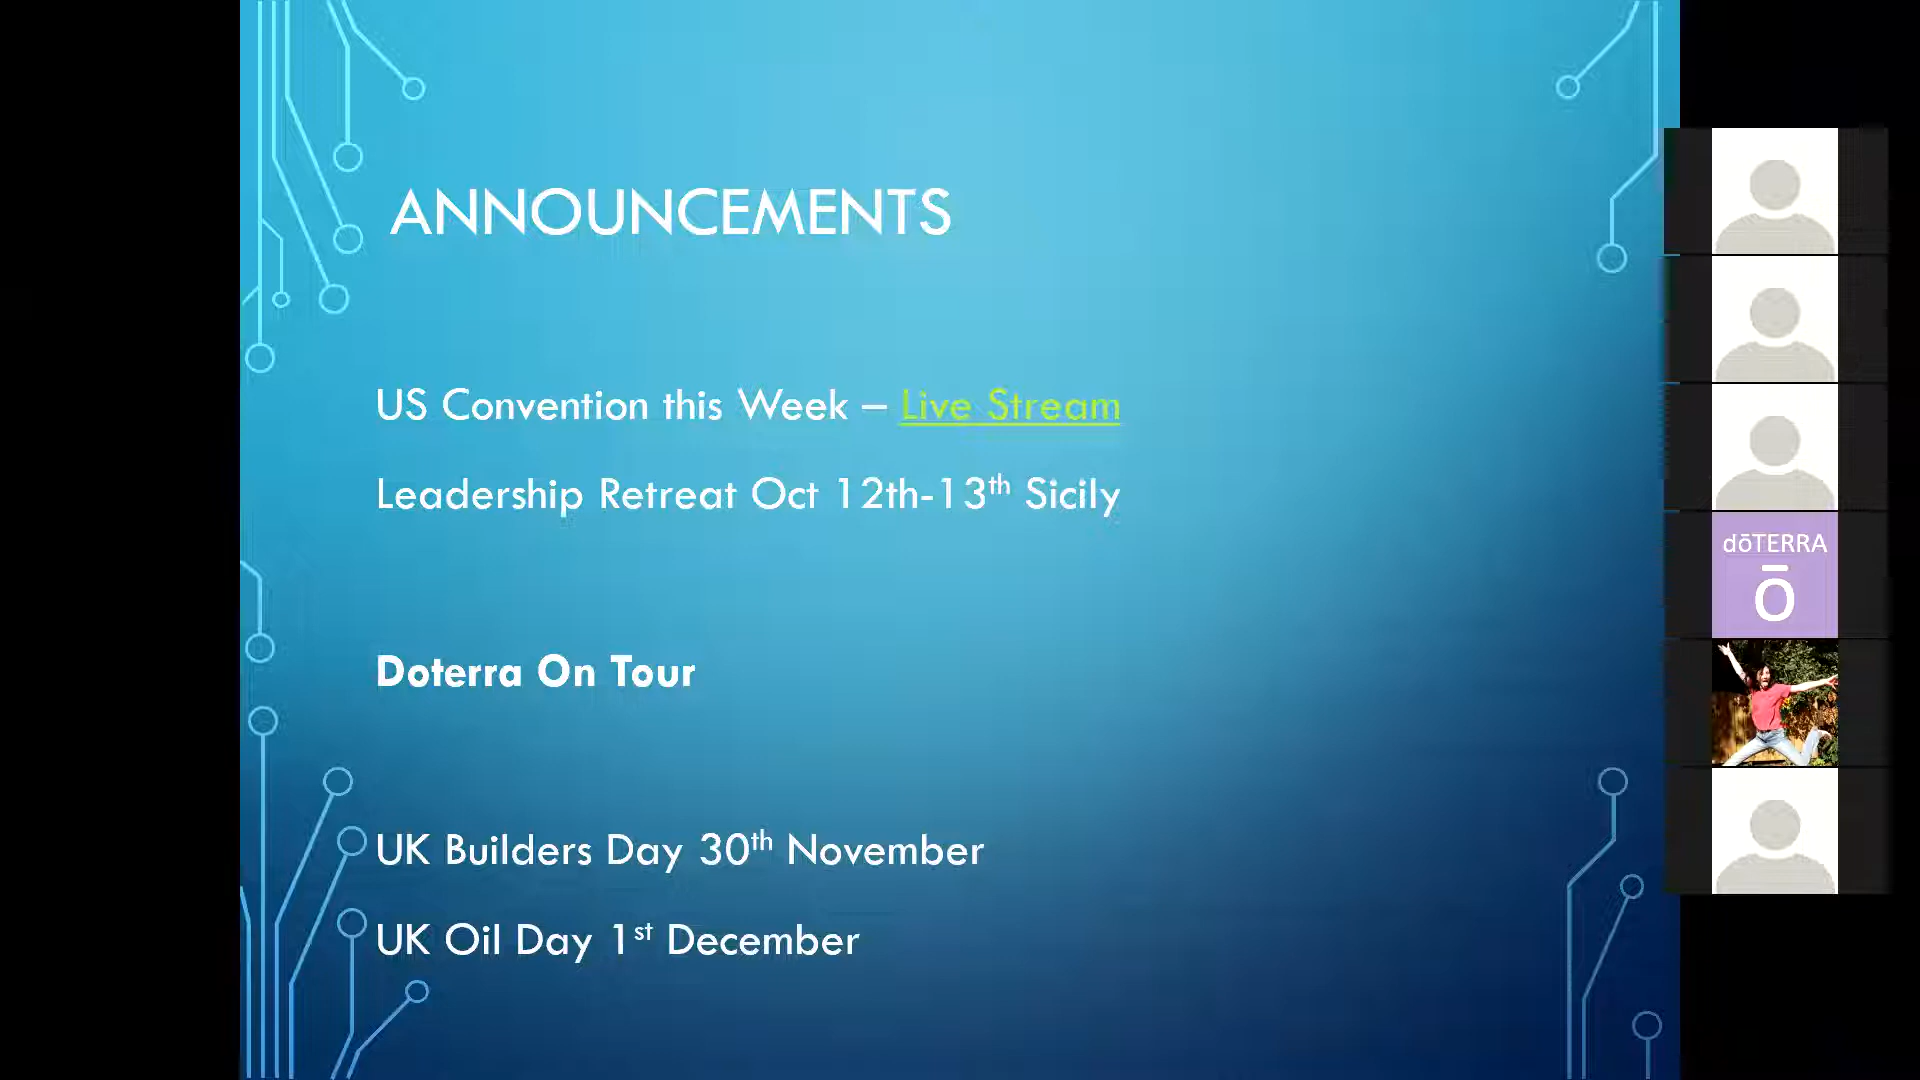 ANNOUNCEMENTS
US Convention this Week – Live Stream
Leadership Retreat Oct 12th-13th Sicily
Doterra On Tour
UK Builders Day 30th November
UK Oil Day 1st December
dōTERRA
ō